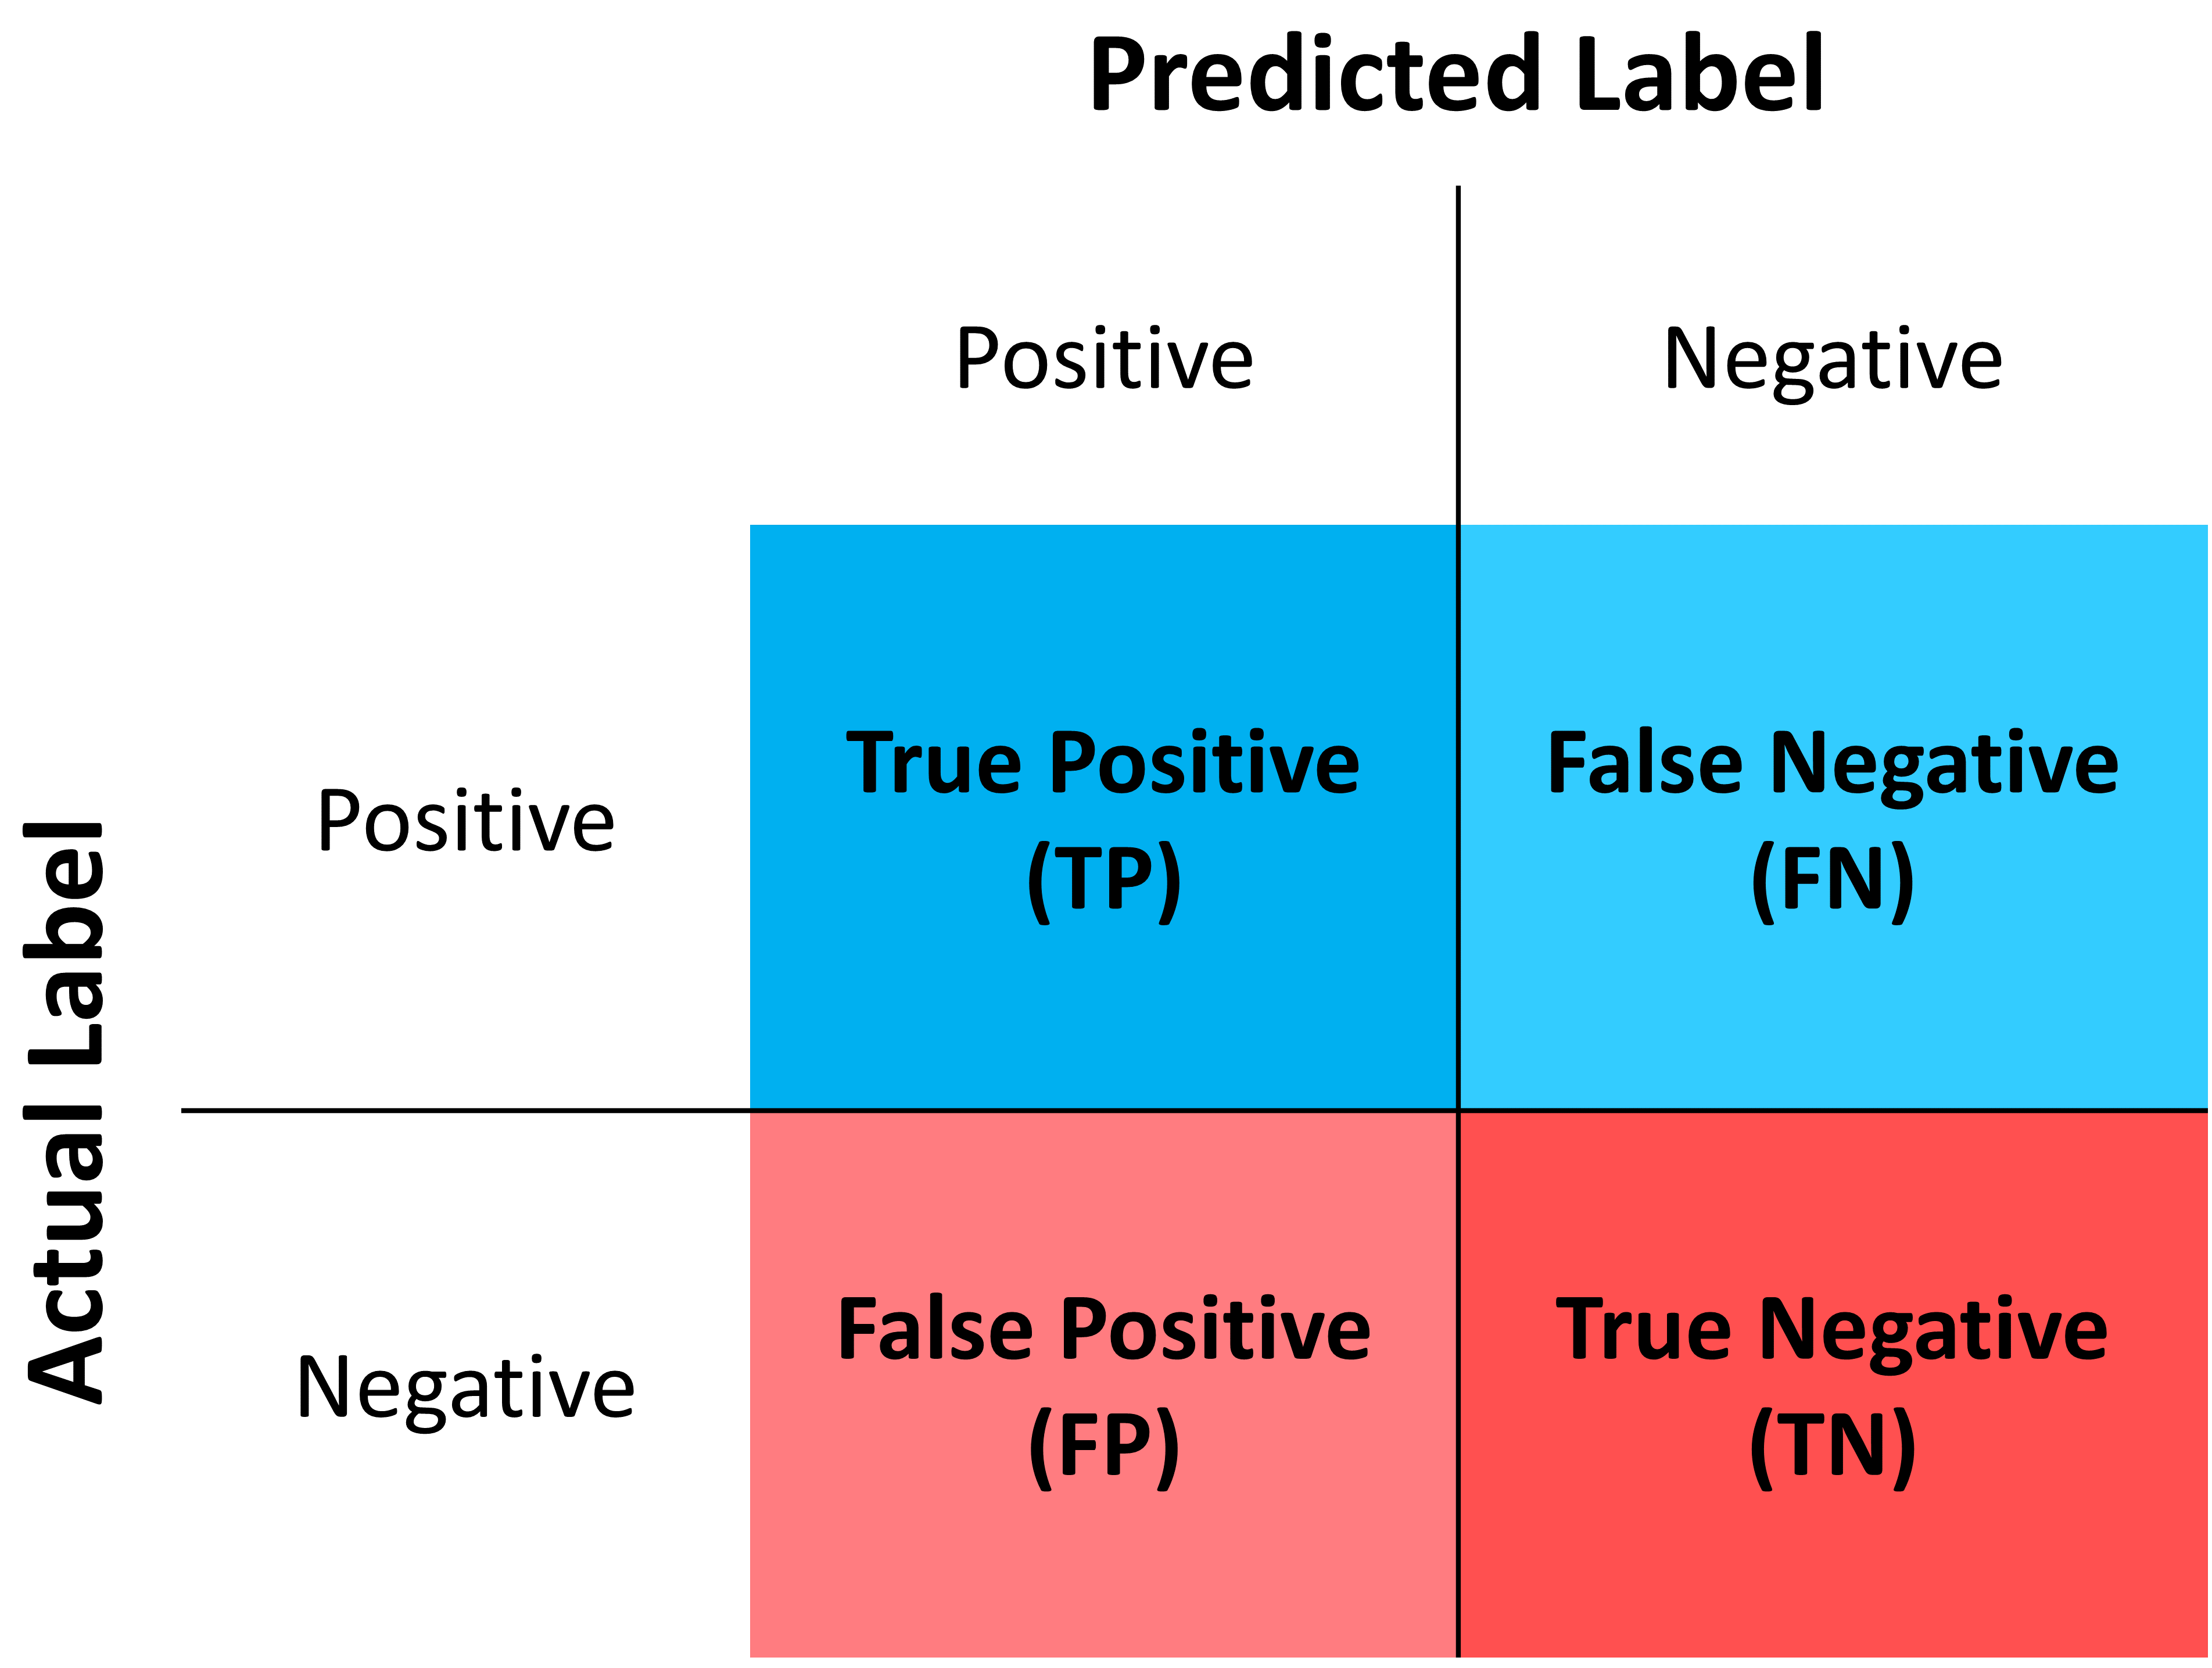 Predicted Label
Positive
Negative
Actual Label
Positive
True Positive
(TP)
False Negative
(FN)
Negative
False Positive
(FP)
True Negative
(TN)